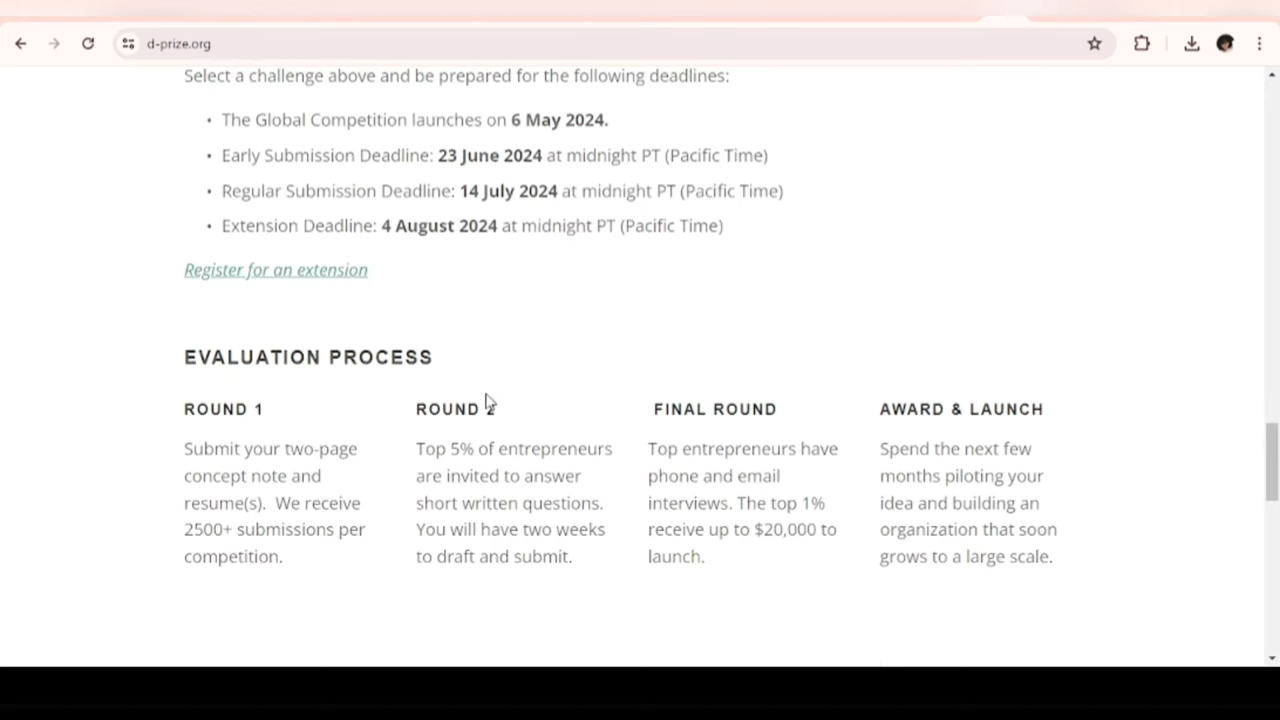 d-prize.org
Select a challenge above and be prepared for the following deadlines:
• The Global Competition launches on 6 May 2024.
• Early Submission Deadline: 23 June 2024 at midnight PT (Pacific Time)
• Regular Submission Deadline: 14 July 2024 at midnight PT (Pacific Time)
• Extension Deadline: 4 August 2024 at midnight PT (Pacific Time)
Register for an extension
EVALUATION PROCESS
ROUND 1
Submit your two-page
concept note and
resume(s). We receive
2500+ submissions per
competition.
ROUND 2
Top 5% of entrepreneurs
are invited to answer
short written questions.
You will have two weeks
to draft and submit.
FINAL ROUND
Top entrepreneurs have
phone and email
interviews. The top 1%
receive up to $20,000 to
launch.
AWARD & LAUNCH
Spend the next few
months piloting your
idea and building an
organization that soon
grows to a large scale.